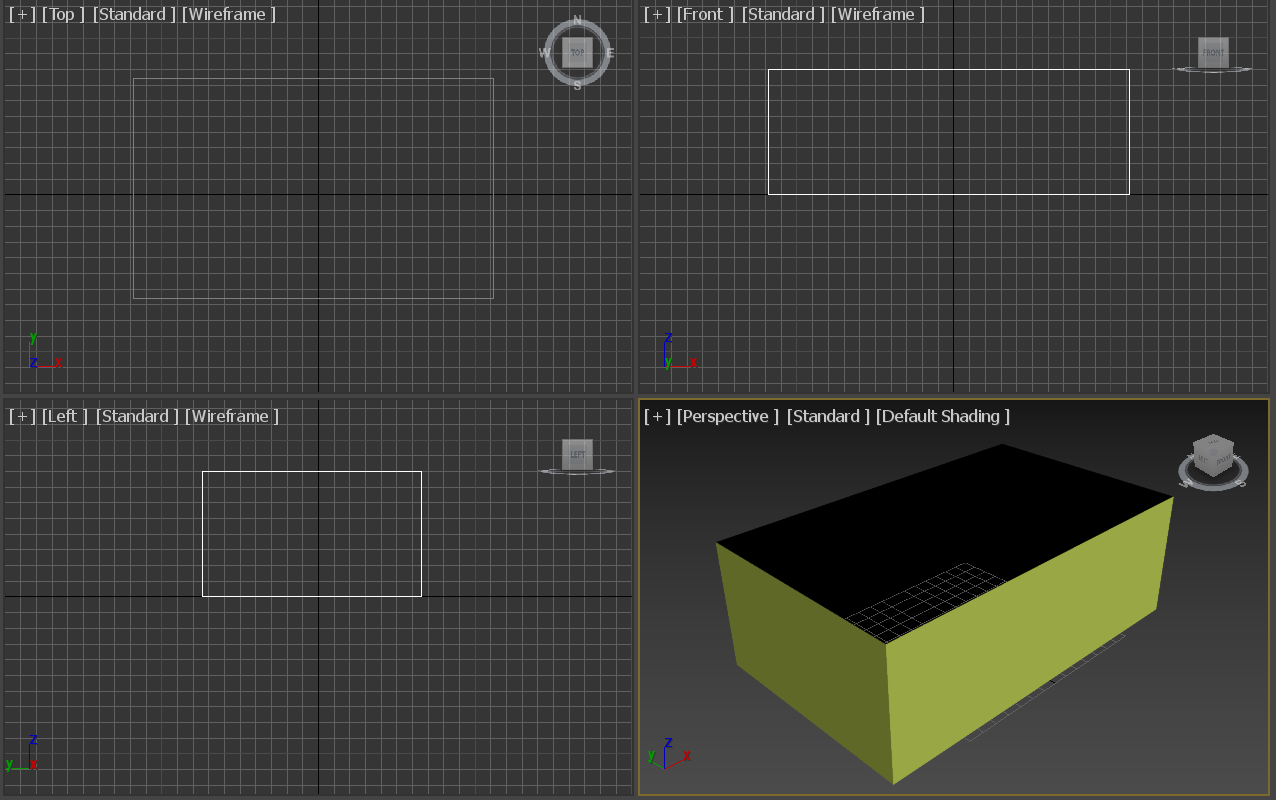 [+] [Top ] [Standard ] [Wireframe ]
N
W TOP E
S
y
z x
[+] [Front ] [Standard ] [Wireframe ]
FRONT
z
y x
[+] [Left ] [Standard ] [Wireframe ]
LEFT
z
y x
[+] [Perspective ] [Standard ] [Default Shading ]
W S
z
y x